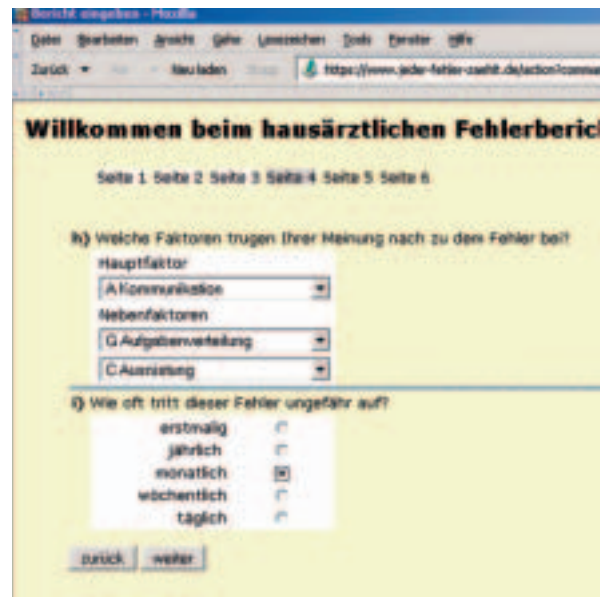 Bericht eingeben - Mozilla
Datei Bearbeiten Ansicht Gehe Lesezeichen Tools Fenster Hilfe
Zurück Neu laden https://www.jeder-fehler-zaehlt.de/action?comma
Willkommen beim hausärztlichen Fehlerberic
Seite 1 Seite 2 Seite 3 Seite 4 Seite 5 Seite 6
h) Welche Faktoren trugen Ihrer Meinung nach zu dem Fehler bei?
Hauptfaktor
A Kommunikation
Nebenfaktoren
G Aufgabenverteilung
C Ausrüstung
i) Wie oft tritt dieser Fehler ungefähr auf?
erstmalig
jährlich
monatlich
wöchentlich
täglich
zurück weiter